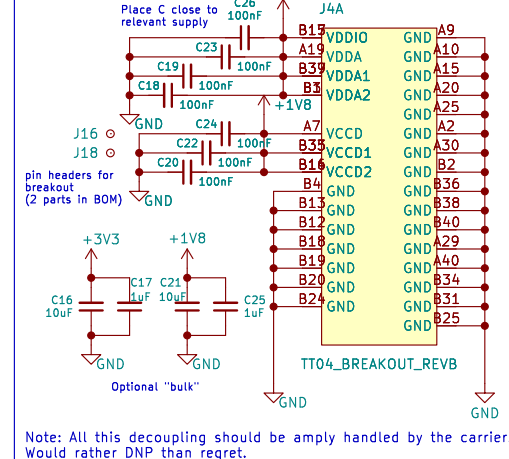 Place C close to
relevant supply
C26
100nF
J4A
B15 VDDIO GND A9
C23
100nF
A19 VDDA GND A10
C19
100nF
B39 VDDA1 GND A15
C18
100nF
VDDA2 GND A20
GND
+1V8
GND A25
J16
C24
100nF
A7 VCCD GND A2
J18
C22
100nF
B35 VCCD1 GND A30
C20
100nF
B16 VCCD2 GND B2
pin headers for
breakout
(2 parts in BOM)
GND
B4 GND GND B36
B13 GND GND B38
B12 GND GND B40
B18 GND GND A29
B19 GND GND A40
B20 GND GND B34
B24 GND GND B31
GND B25
+3V3
+1V8
C16
10uF
C17
1uF
C21
10uF
C25
1uF
GND
GND
TT04_BREAKOUT_REVB
Optional "bulk"
GND
GND
Note: All this decoupling should be amply handled by the carrier
Would rather DNP than regret.